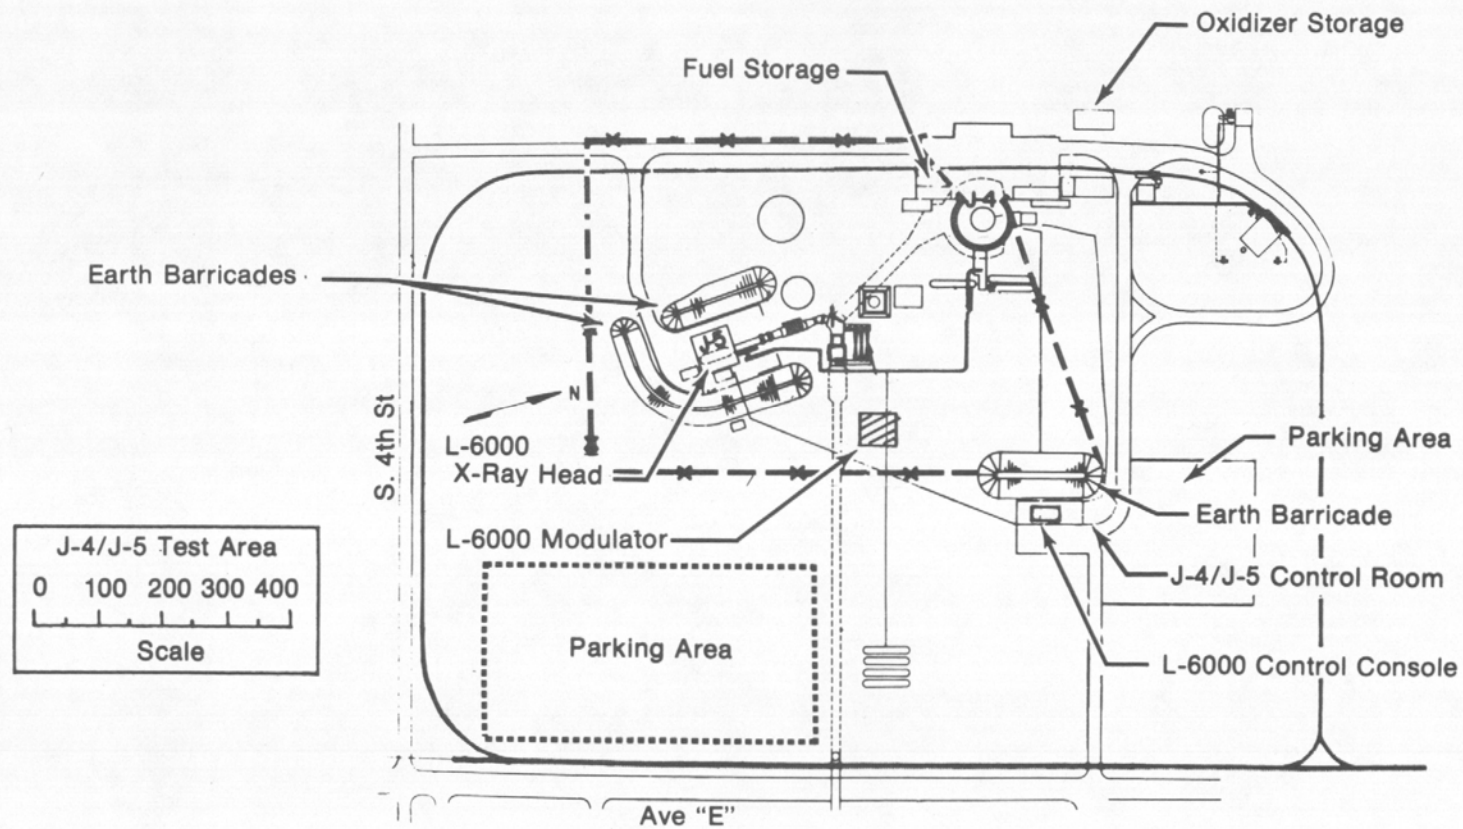 Oxidizer Storage
Fuel Storage
J-4
Earth Barricades
J-5
N
S. 4th St
L-6000
X-Ray Head
Parking Area
Earth Barricade
L-6000 Modulator
J-4/J-5 Test Area
0 100 200 300 400
Scale
J-4/J-5 Control Room
Parking Area
L-6000 Control Console
Ave "E"